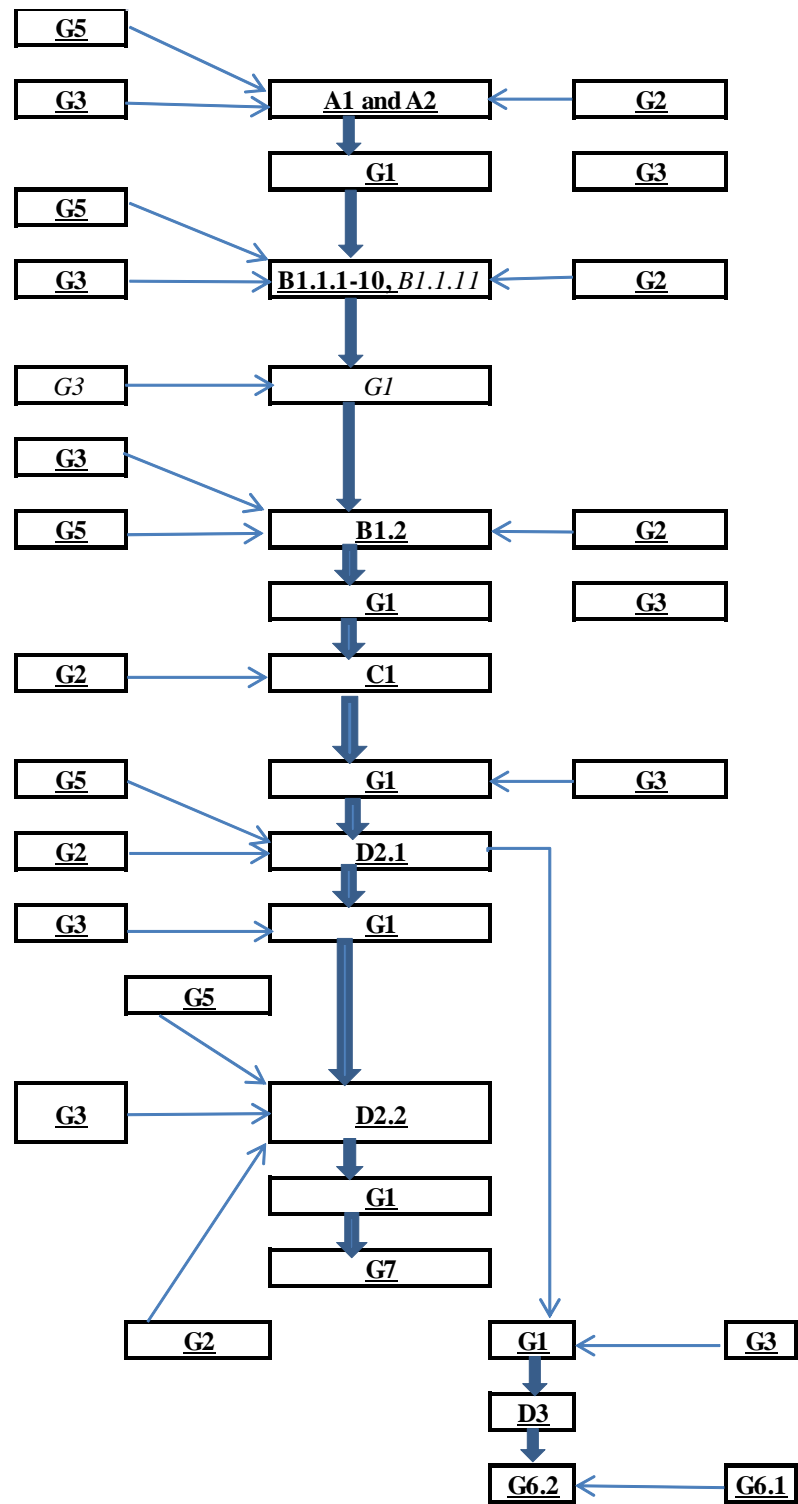 G5
G3 A1 and A2 G2
G1 G3
G5
G3 B1.1.1-10, B1.1.11 G2
G3 G1
G3
G5 B1.2 G2
G1 G3
G2 C1
G5 G1 G3
G2 D2.1
G3 G1
G5
G3 D2.2
G1
G7
G2 G1 G3
D3
G6.2 G6.1